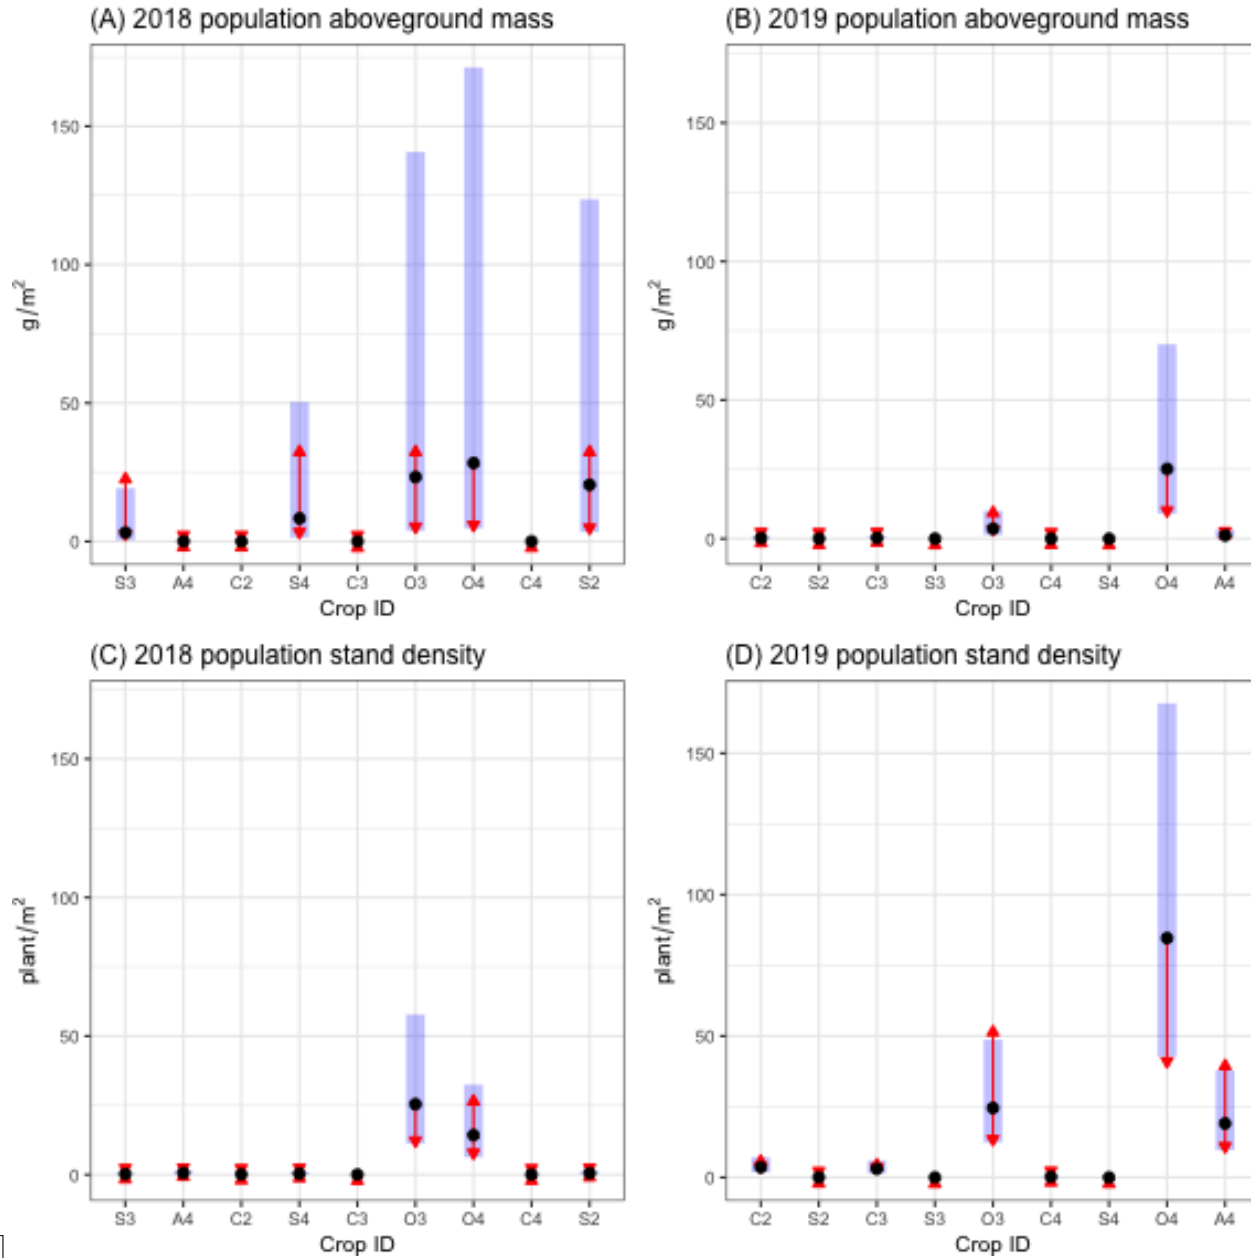 (A) 2018 population aboveground mass
150
100
50
0
g/m²
S3 A4 C2 S4 C3 O3 O4 C4 S2
Crop ID
(B) 2019 population aboveground mass
150
100
50
0
g/m²
C2 S2 C3 S3 O3 C4 S4 O4 A4
Crop ID
(C) 2018 population stand density
150
100
50
0
plant/m²
S3 A4 C2 S4 C3 O3 O4 C4 S2
Crop ID
(D) 2019 population stand density
150
100
50
0
plant/m²
C2 S2 C3 S3 O3 C4 S4 O4 A4
Crop ID